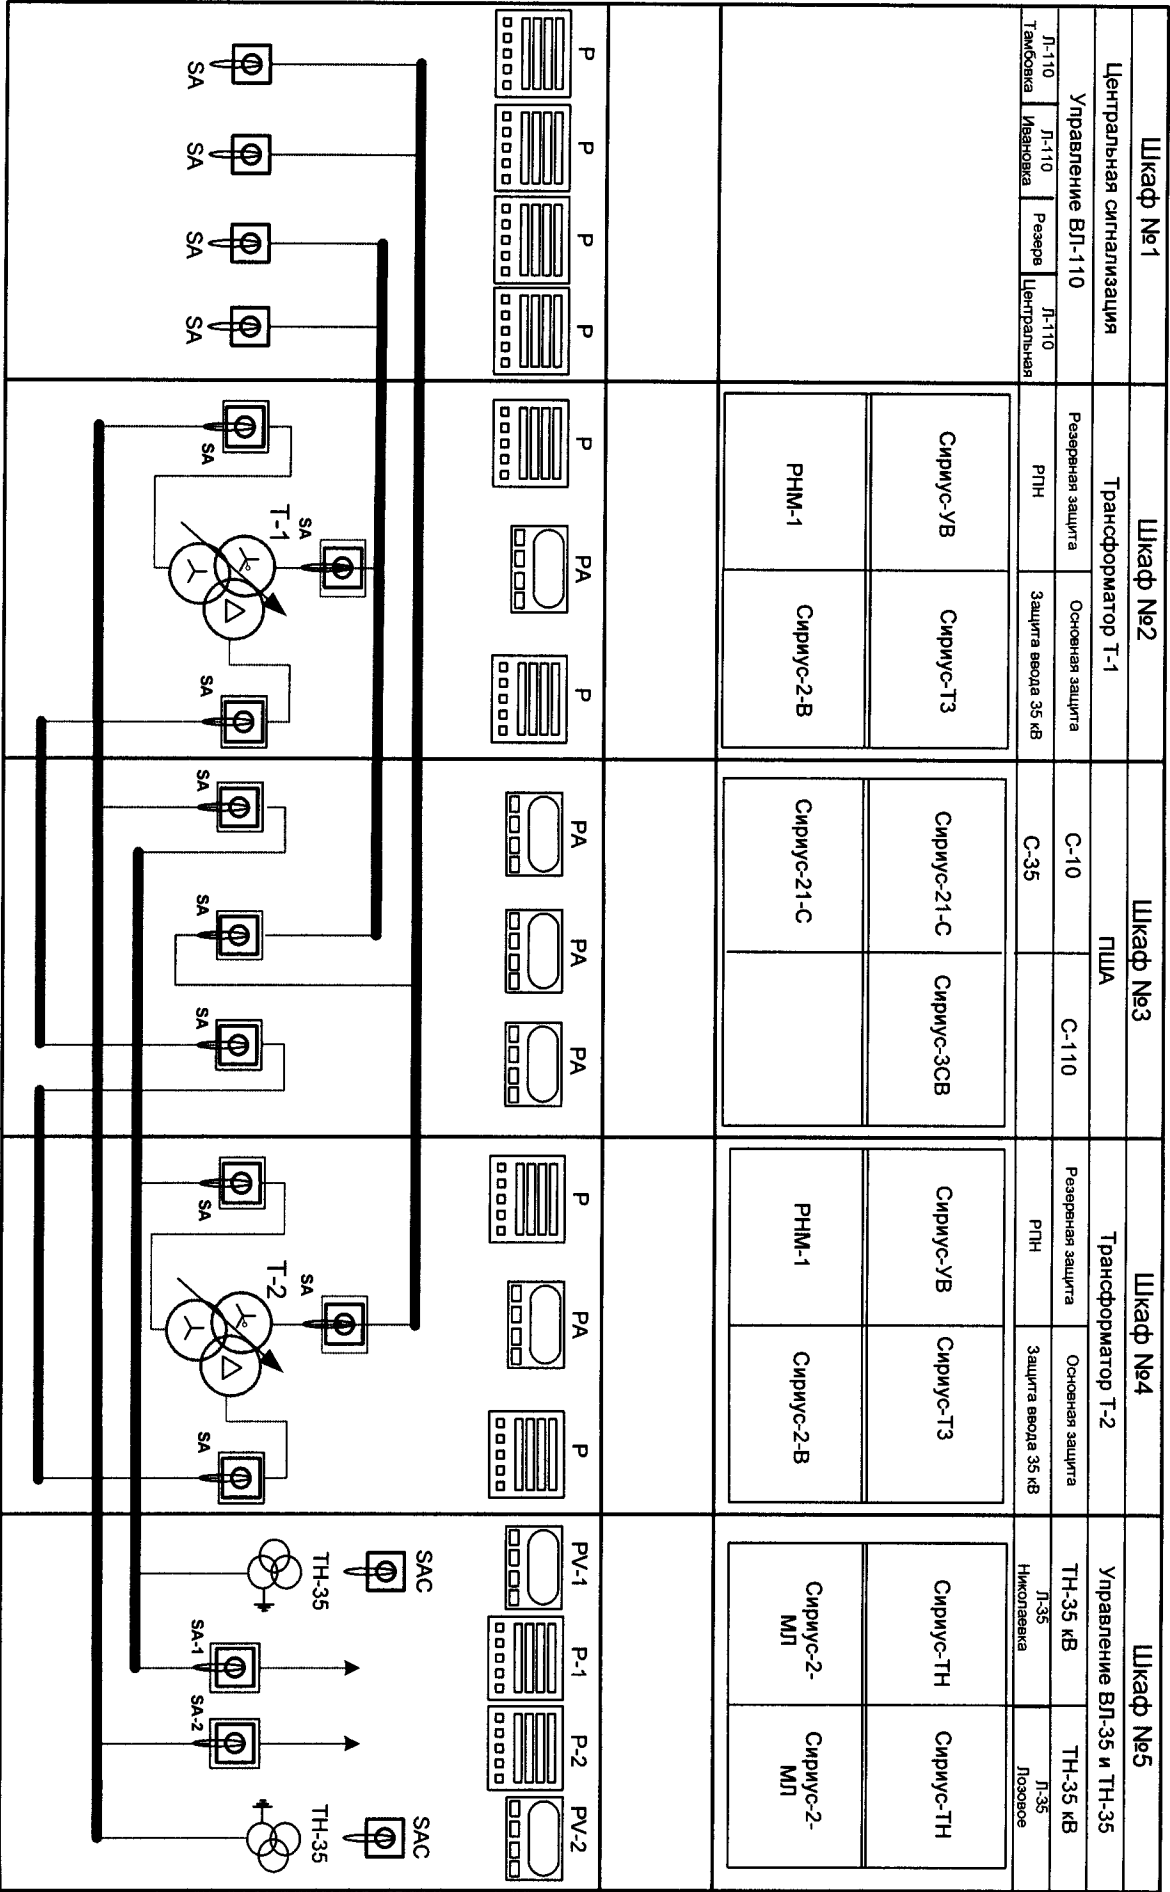 Шкаф №1
Центральная сигнализация
Управление ВЛ-110
Л-110
Тамбовка
Л-110
Ивановка
Резерв
Л-110
Центральная
P
P
P
P
SA
SA
SA
SA
Шкаф №2
Трансформатор Т-1
Резервная защита
Основная защита
РПН
Защита ввода 35 кВ
Сириус-УВ
Сириус-Т3
РНМ-1
Сириус-2-В
P
PA
P
SA
SA
T-1
SA
Шкаф №3
ПША
С-10
С-110
С-35
Сириус-21-С
Сириус-3СВ
Сириус-21-С
PA
PA
PA
SA
SA
SA
Шкаф №4
Трансформатор Т-2
Резервная защита
Основная защита
РПН
Защита ввода 35 кВ
Сириус-УВ
Сириус-Т3
РНМ-1
Сириус-2-В
P
PA
P
SA
SA
T-2
SA
Шкаф №5
Управление ВЛ-35 и ТН-35
ТН-35 кВ
ТН-35 кВ
Л-35
Николаевка
Л-35
Лозовое
Сириус-ТН
Сириус-ТН
Сириус-2-
МЛ
Сириус-2-
МЛ
PV-1
P-1
P-2
PV-2
SAC
SAC
ТН-35
ТН-35
SA-1
SA-2